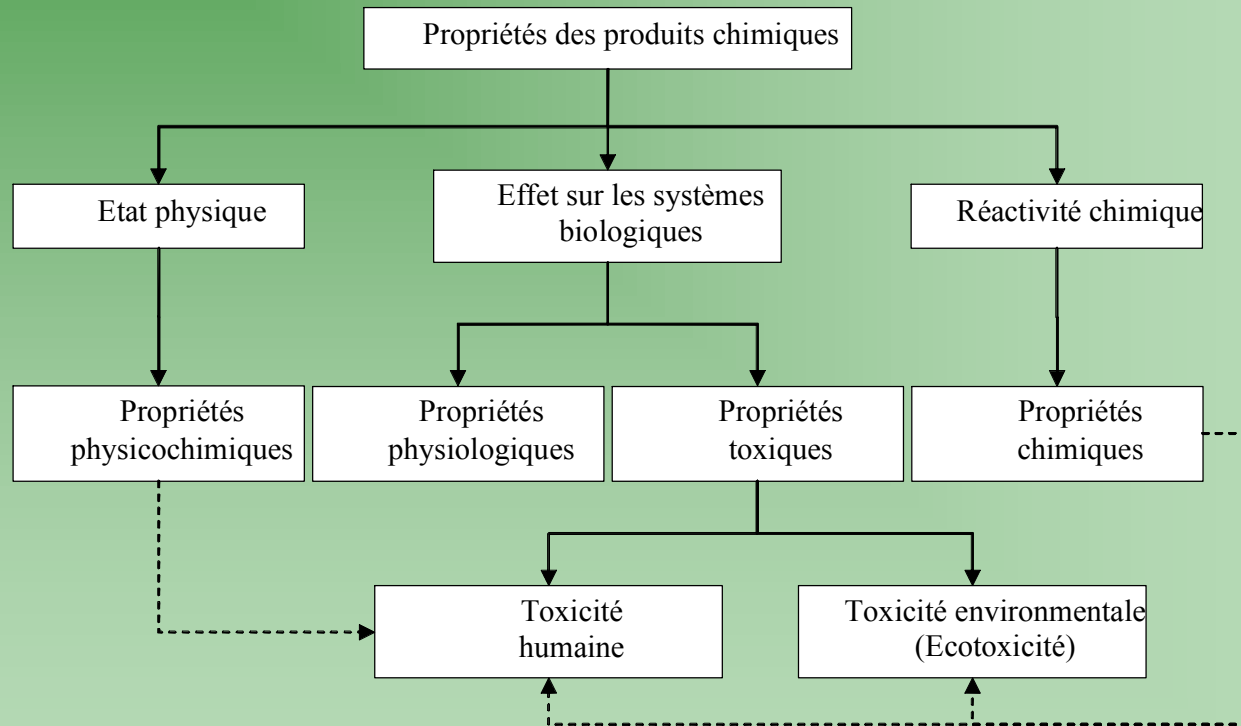 Propriétés des produits chimiques
Etat physique
Effet sur les systèmes
biologiques
Réactivité chimique
Propriétés
physicochimiques
Propriétés
physiologiques
Propriétés
toxiques
Propriétés
chimiques
Toxicité
humaine
Toxicité environmentale
(Ecotoxicité)